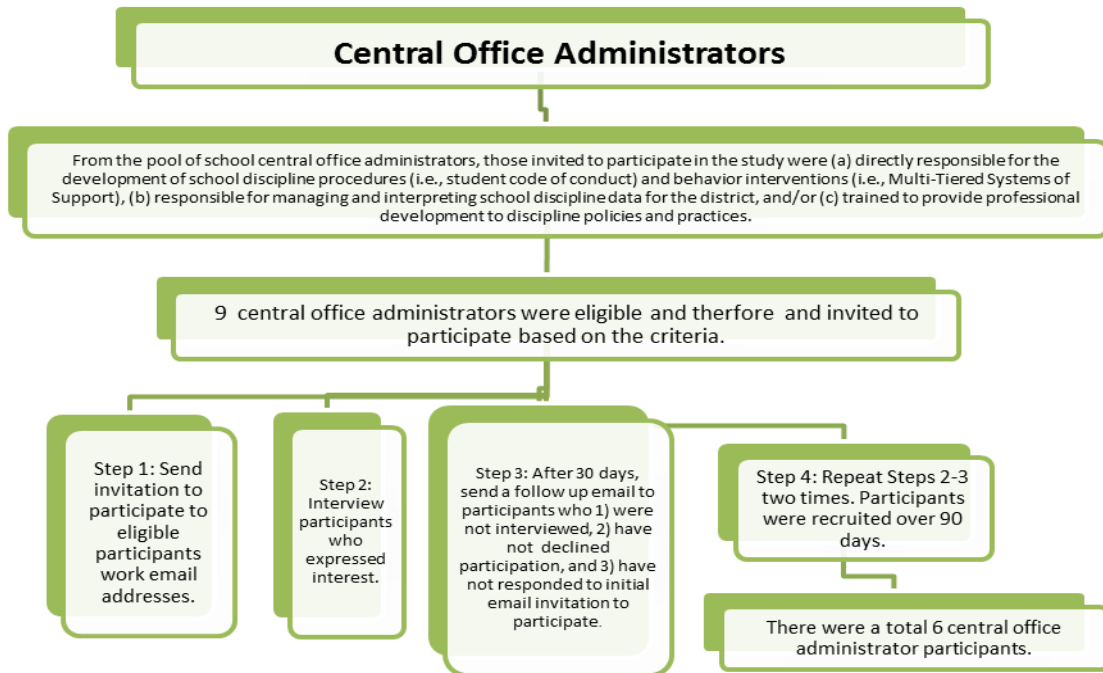 Central Office Administrators
From the pool of school central office administrators, those invited to participate in the study were (a) directly responsible for the
development of school discipline procedures (i.e., student code of conduct) and behavior interventions (i.e., Multi-Tiered Systems of
Support), (b) responsible for managing and interpreting school discipline data for the district, and/or (c) trained to provide professional
development to discipline policies and practices.
9 central office administrators were eligible and therfore and invited to
participate based on the criteria.
Step 1: Send
invitation to
participate to
eligible
participants
work email
addresses.
Step 2:
Interview
participants
who
expressed
interest.
Step 3: After 30 days,
send a follow up email to
participants who 1) were
not interviewed, 2) have
not declined
participation, and 3) have
not responded to initial
email invitation to
participate.
Step 4: Repeat Steps 2-3
two times. Participants
were recruited over 90
days.
There were a total 6 central office
administrator participants.